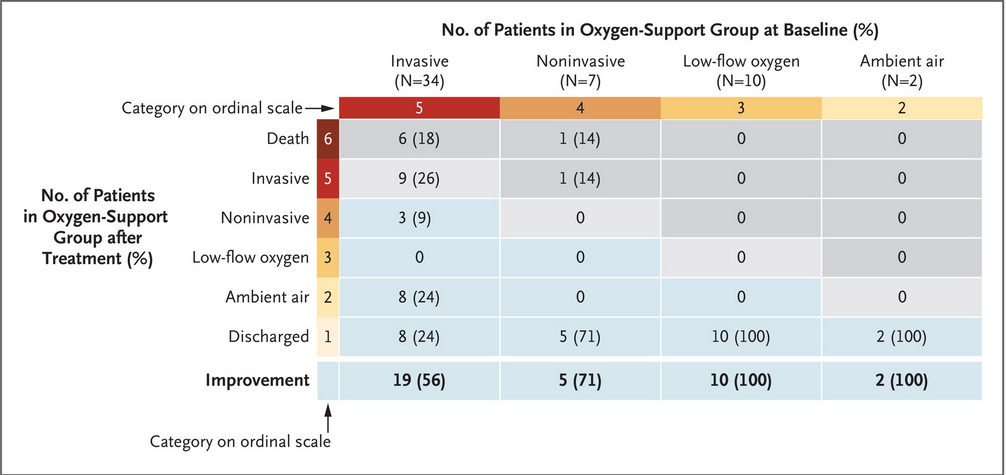 No. of Patients in Oxygen-Support Group at Baseline (%)
Invasive Noninvasive Low-flow oxygen Ambient air
(N=34) (N=7) (N=10) (N=2)
Category on ordinal scale 5 4 3 2
Death 6 6 (18) 1 (14) 0 0
Invasive 5 9 (26) 1 (14) 0 0
Noninvasive 4 3 (9) 0 0 0
Low-flow oxygen 3 0 0 0 0
Ambient air 2 8 (24) 0 0 0
Discharged 1 8 (24) 5 (71) 10 (100) 2 (100)
Improvement 19 (56) 5 (71) 10 (100) 2 (100)
No. of Patients
in Oxygen-Support
Group after
Treatment (%)
Category on ordinal scale